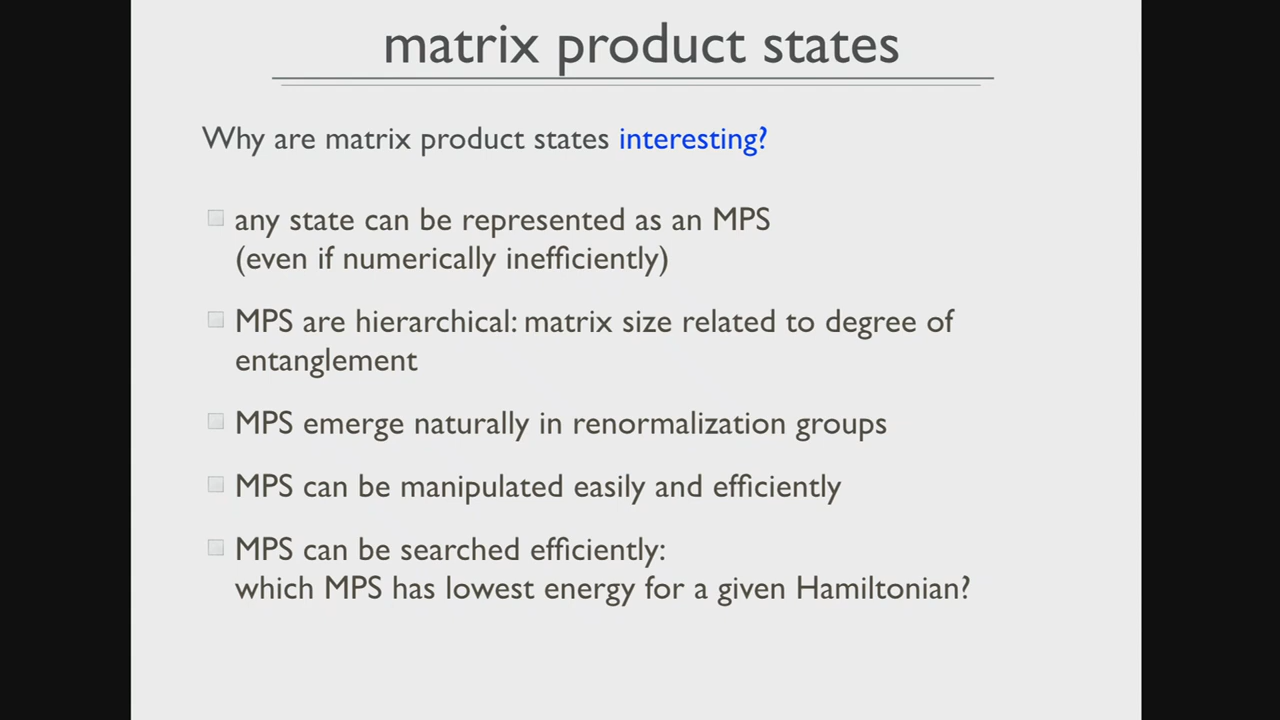 matrix product states
Why are matrix product states interesting?
any state can be represented as an MPS
(even if numerically inefficiently)
MPS are hierarchical: matrix size related to degree of
entanglement
MPS emerge naturally in renormalization groups
MPS can be manipulated easily and efficiently
MPS can be searched efficiently:
which MPS has lowest energy for a given Hamiltonian?